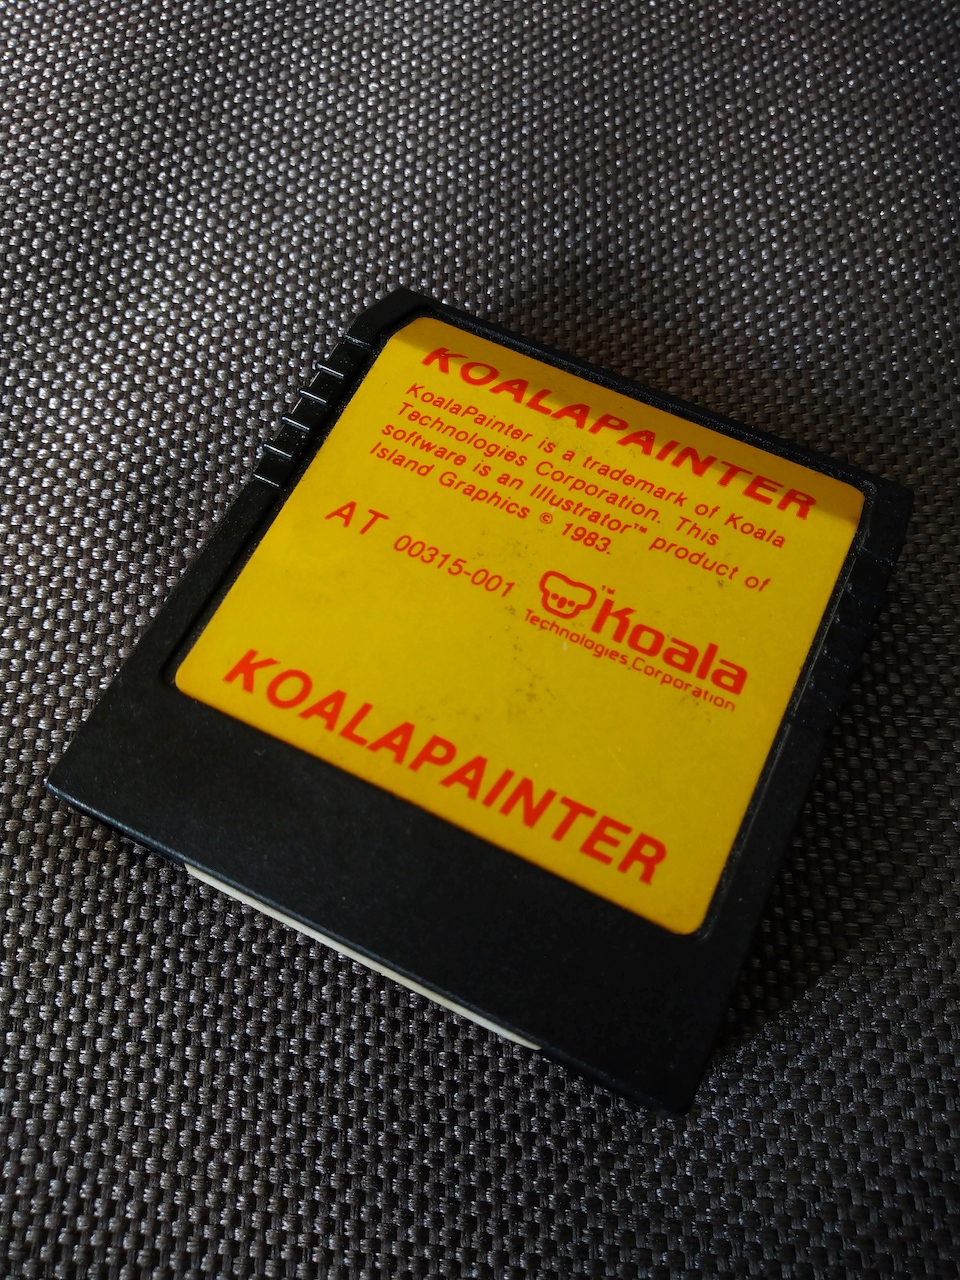 KOALAPAINTER
KoalaPainter is a trademark of Koala
Technologies Corporation. This
software is an Illustrator™ product of
Island Graphics © 1983.
AT 00315-001
™
Koala
Technologies Corporation
KOALAPAINTER